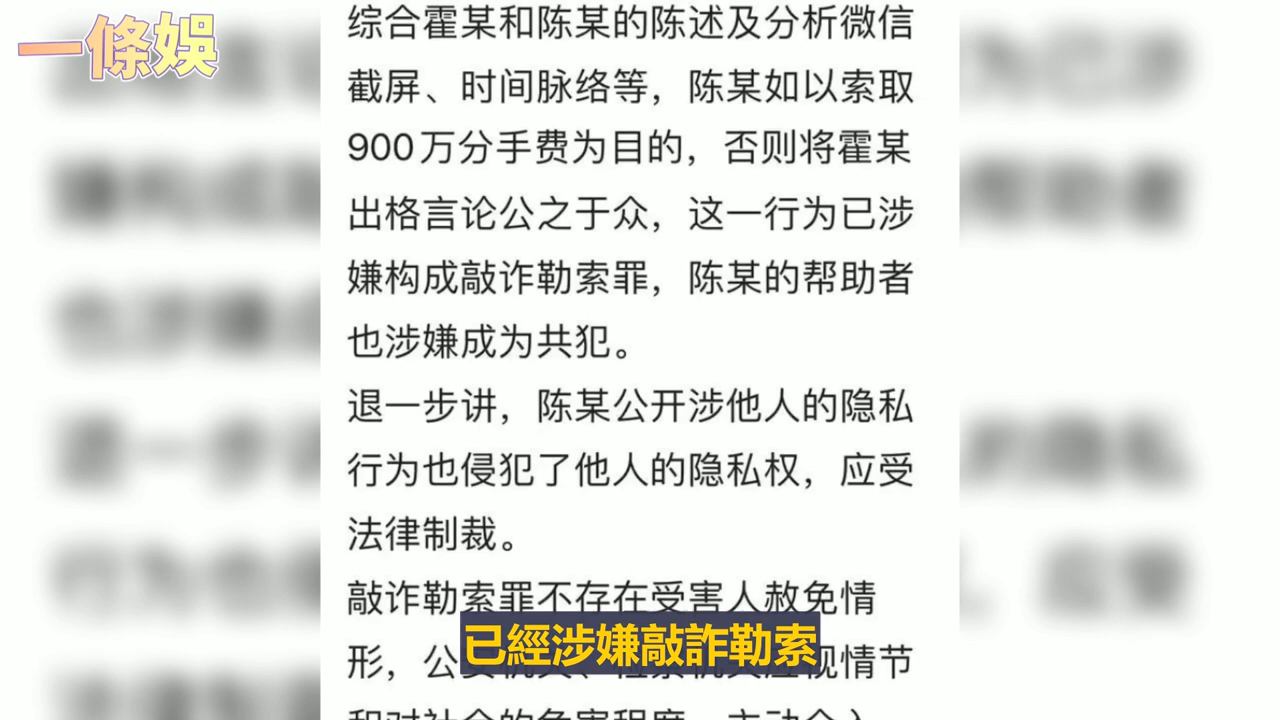 一條娛
综合霍某和陈某的陈述及分析微信
截屏、时间脉络等，陈某如以索取
900万分手费为目的，否则将霍某
出格言论公之于众，这一行为已涉
嫌构成敲诈勒索罪，陈某的帮助者
也涉嫌成为共犯。
退一步讲，陈某公开涉他人的隐私
行为也侵犯了他人的隐私权，应受
法律制裁。
敲诈勒索罪不存在受害人赦免情
形，公
视情节
已經涉嫌敲詐勒索